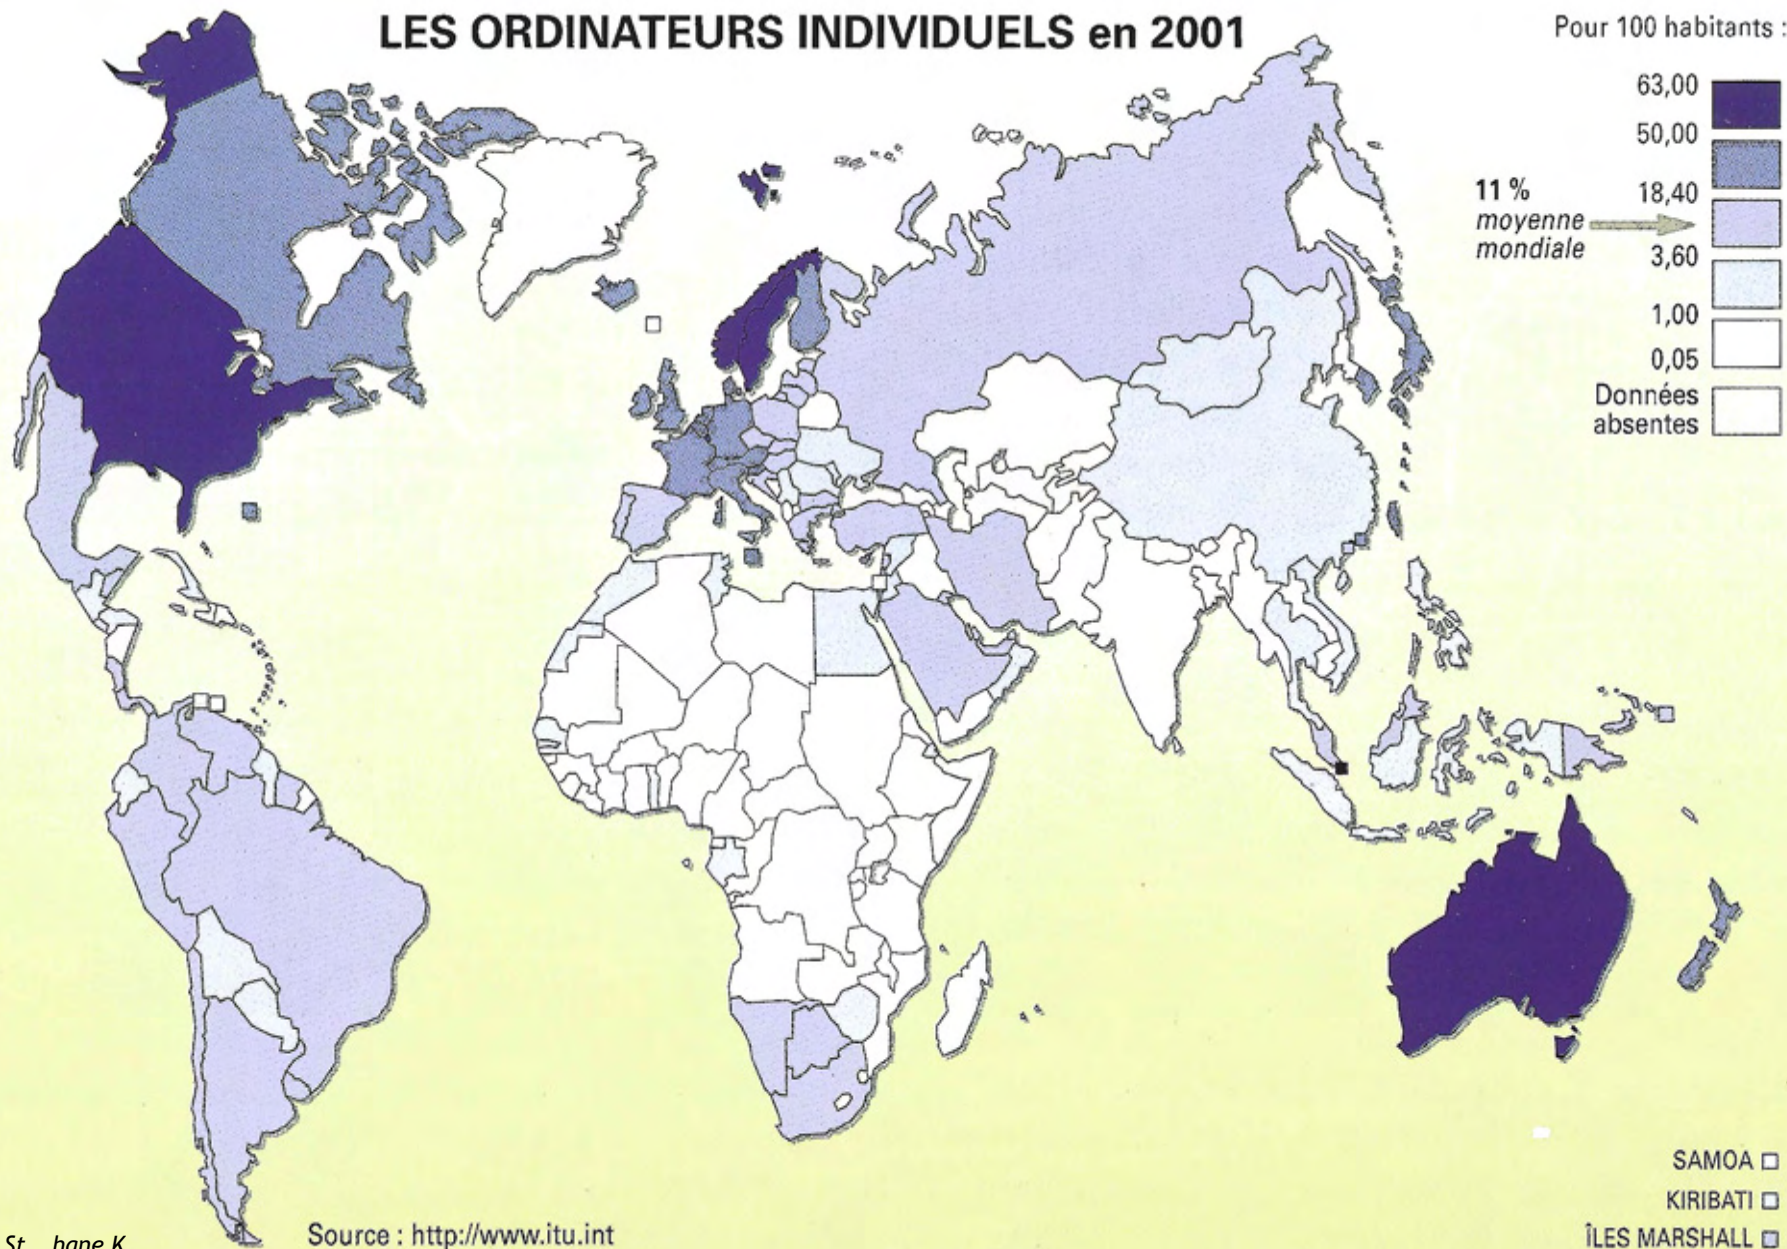 LES ORDINATEURS INDIVIDUELS en 2001
Pour 100 habitants :
63,00
50,00
18,40
11 %
moyenne
mondiale
3,60
1,00
0,05
Données
absentes
SAMOA
KIRIBATI
ÎLES MARSHALL
Source : http://www.itu.int
K